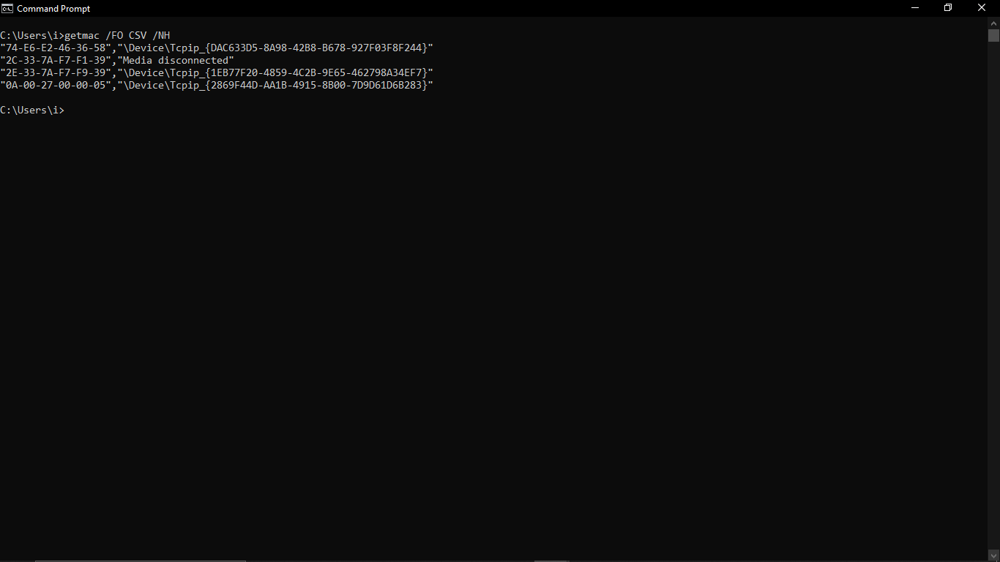 Command Prompt
C:\Users\i>getmac /FO CSV /NH
"74-E6-E2-46-36-58","\Device\Tcpip_{DAC633D5-8A98-42B8-B678-927F03F8F244}"
"2C-33-7A-F7-F1-39","Media disconnected"
"2E-33-7A-F7-F9-39","\Device\Tcpip_{1EB77F20-4859-4C2B-9E65-462798A34EF7}"
"0A-00-27-00-00-05","\Device\Tcpip_{2869F44D-AA1B-4915-8B00-7D9D61D6B283}"
C:\Users\i>